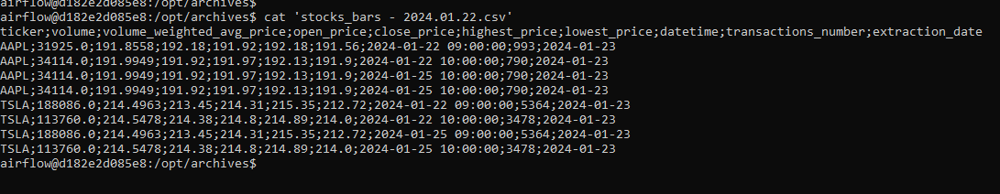 airflow@d182e2d085e8:/opt/archives$
airflow@d182e2d085e8:/opt/archives$ cat 'stocks_bars - 2024.01.22.csv'
ticker;volume;volume_weighted_avg_price;open_price;close_price;highest_price;lowest_price;datetime;transactions_number;extraction_date
AAPL;31925.0;191.8558;192.18;191.92;192.18;191.56;2024-01-22 09:00:00;993;2024-01-23
AAPL;34114.0;191.9949;191.92;191.97;192.13;191.9;2024-01-22 10:00:00;790;2024-01-23
AAPL;34114.0;191.9949;191.92;191.97;192.13;191.9;2024-01-25 10:00:00;790;2024-01-23
AAPL;34114.0;191.9949;191.92;191.97;192.13;191.9;2024-01-25 10:00:00;790;2024-01-23
TSLA;188086.0;214.4963;213.45;214.31;215.35;212.72;2024-01-22 09:00:00;5364;2024-01-23
TSLA;113760.0;214.5478;214.38;214.8;214.89;214.0;2024-01-22 10:00:00;3478;2024-01-23
TSLA;188086.0;214.4963;213.45;214.31;215.35;212.72;2024-01-25 09:00:00;5364;2024-01-23
TSLA;113760.0;214.5478;214.38;214.8;214.89;214.0;2024-01-25 10:00:00;3478;2024-01-23
airflow@d182e2d085e8:/opt/archives$